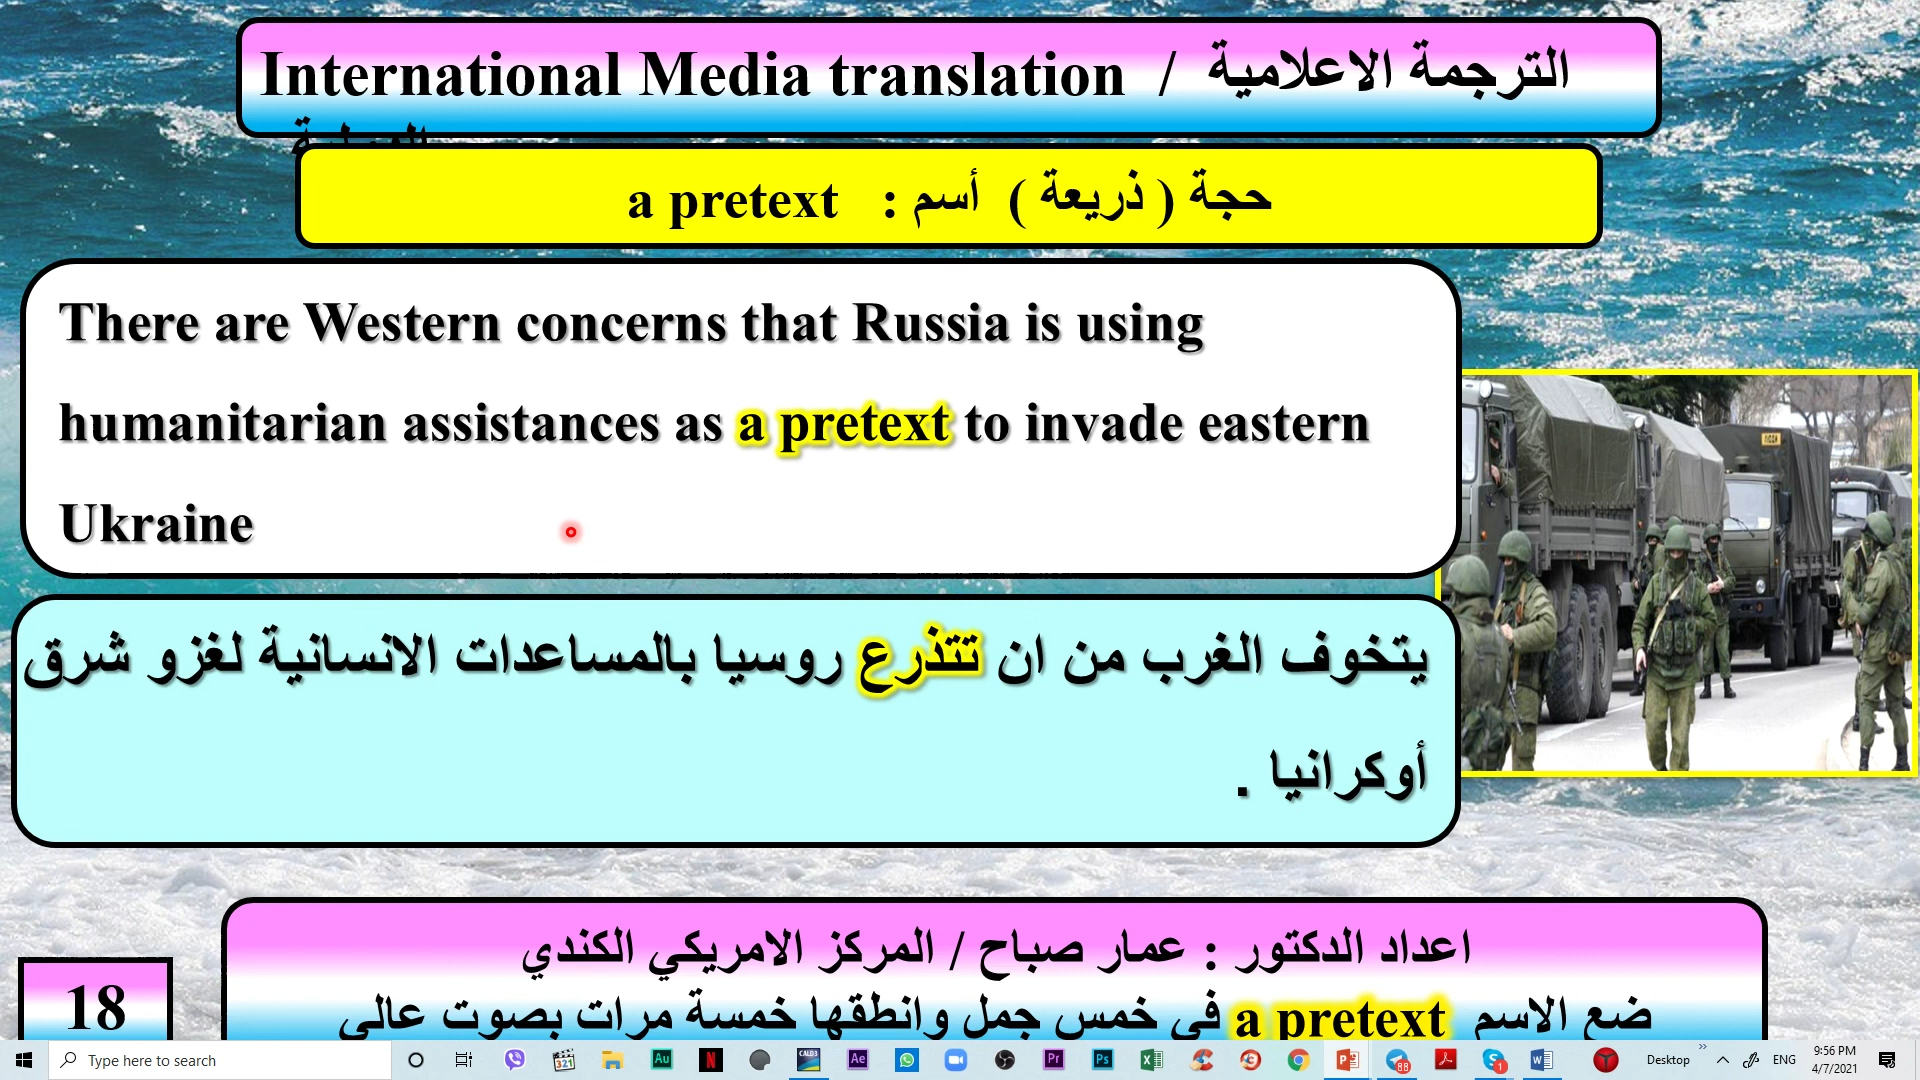 International Media translation / الترجمة الاعلامية
a pretext : حجة ( ذريعة ) أسم
There are Western concerns that Russia is using
humanitarian assistances as a pretext to invade eastern
Ukraine
يتخوف الغرب من ان تتذرع روسيا بالمساعدات الانسانية لغزو شرق
أوكرانيا .
اعداد الدكتور : عمار صباح / المركز الامريكي الكندي
ضع الاسم a pretext في خمس جمل وانطقها خمسة مرات بصوت عالي
18
Type here to search
Desktop
ENG
9:56 PM
4/7/2021